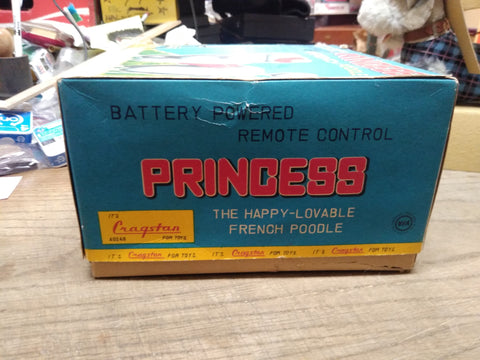 BATTERY POWERED
REMOTE CONTROL
PRINCESS
THE HAPPY-LOVABLE
FRENCH POODLE
IT'S
Cragstan
FOR TOYS
IT'S Cragstan FOR TOYS IT'S Cragstan FOR TOYS IT'S Cragstan FOR TOYS